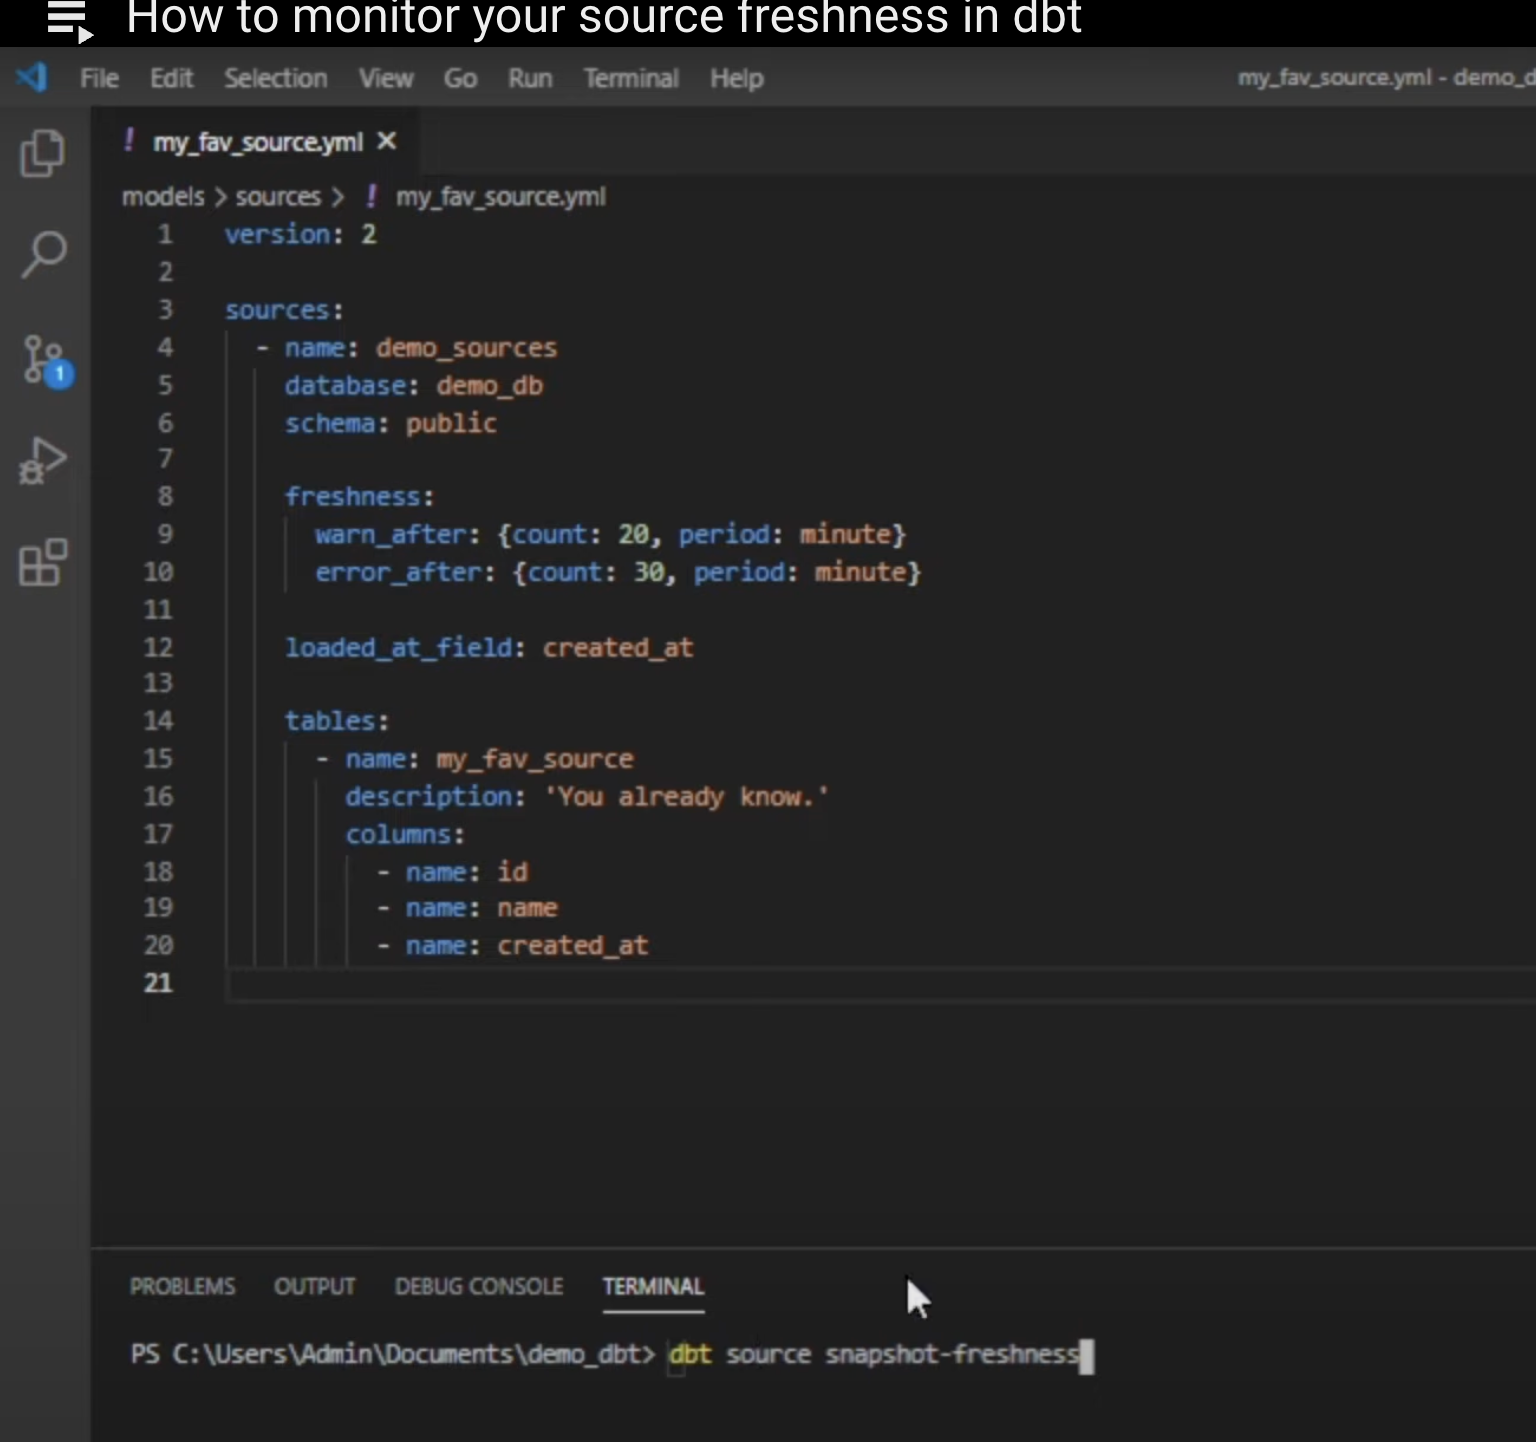 How to monitor your source freshness in dbt
File Edit Selection View Go Run Terminal Help my_fav_source.yml - demo_d
! my_fav_source.yml ×
models > sources > ! my_fav_source.yml
1 version: 2
2
3 sources:
4   - name: demo_sources
5     database: demo_db
6     schema: public
7
8     freshness:
9       warn_after: {count: 20, period: minute}
10       error_after: {count: 30, period: minute}
11
12     loaded_at_field: created_at
13
14     tables:
15       - name: my_fav_source
16         description: 'You already know.'
17         columns:
18           - name: id
19           - name: name
20           - name: created_at
21
1
PROBLEMS OUTPUT DEBUG CONSOLE TERMINAL
PS C:\Users\Admin\Documents\demo_dbt> dbt source snapshot-freshness